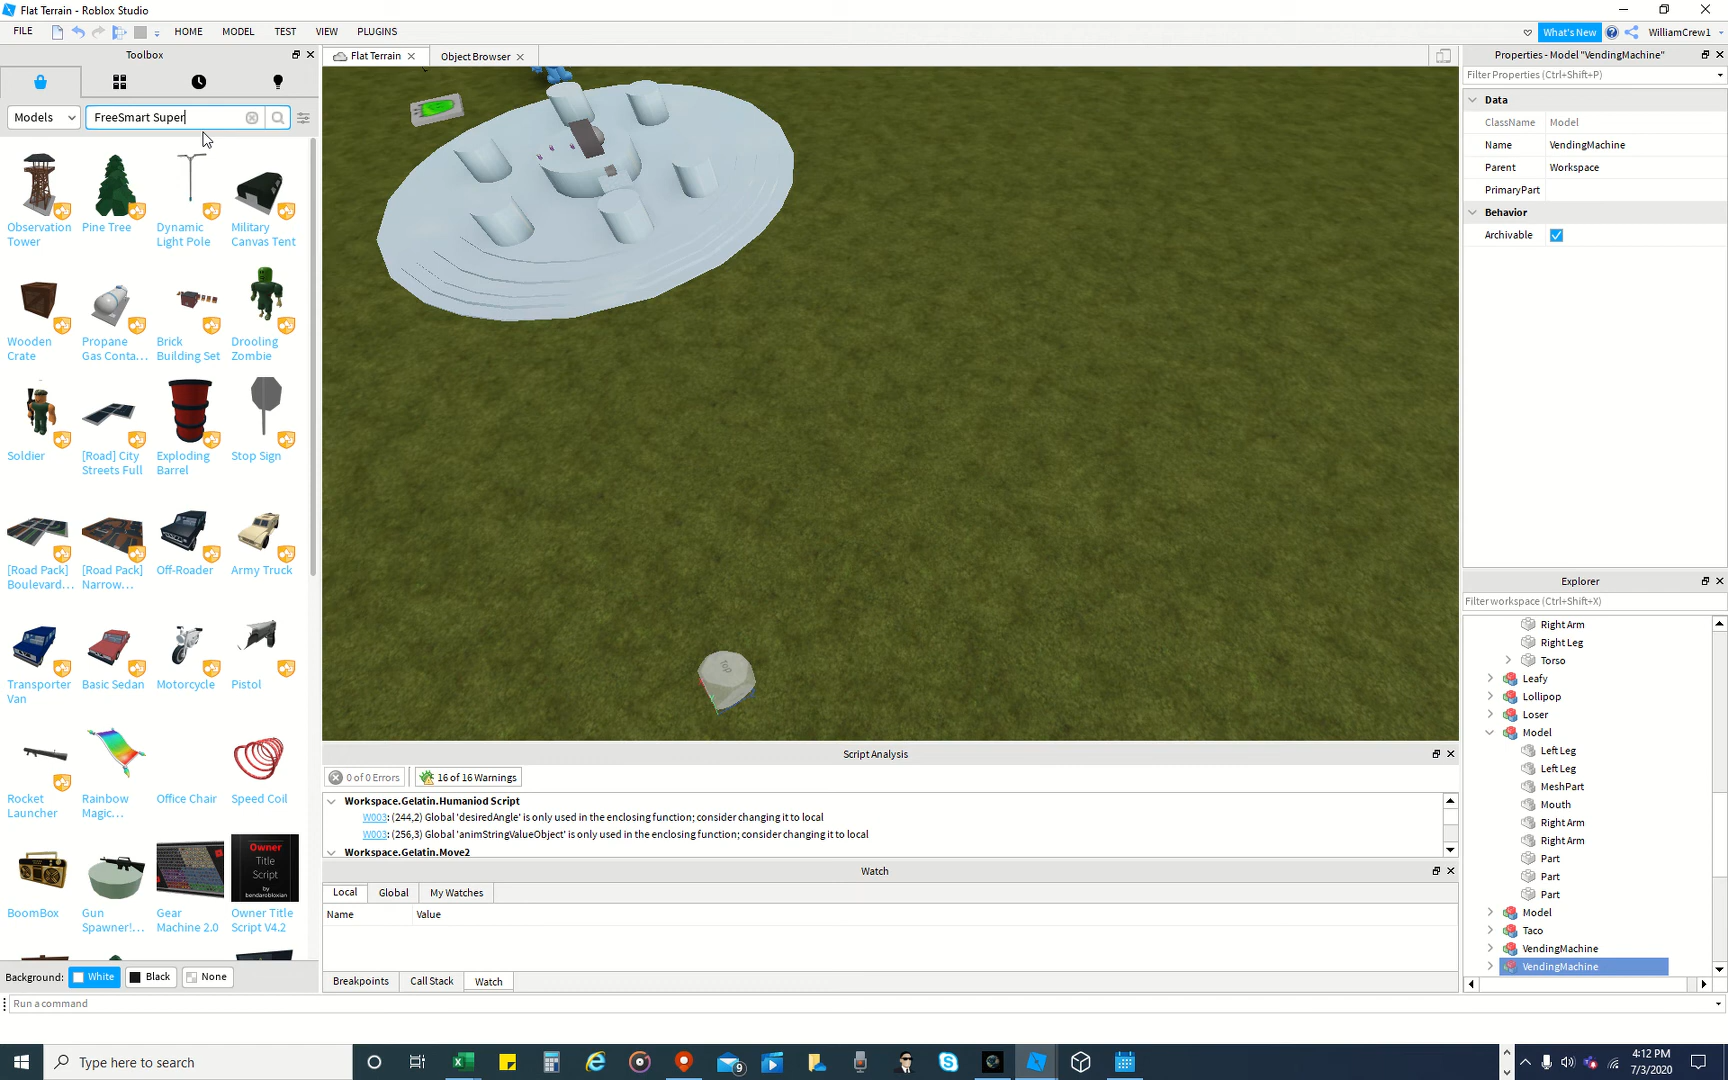 Flat Terrain - Roblox Studio
FILE HOME MODEL TEST VIEW PLUGINS What's New WilliamCrew1
Toolbox
Flat Terrain Object Browser
Properties - Model "VendingMachine"
Filter Properties (Ctrl+Shift+P)
Models FreeSmart Super
Data
ClassName Model
Name VendingMachine
Parent Workspace
PrimaryPart
Behavior
Archivable
Observation Tower
Pine Tree
Dynamic Light Pole
Military Canvas Tent
Wooden Crate
Propane Gas Conta...
Brick Building Set
Drooling Zombie
Soldier
[Road] City Streets Full
Exploding Barrel
Stop Sign
[Road Pack] Boulevard...
[Road Pack] Narrow...
Off-Roader
Army Truck
Transporter Van
Basic Sedan
Motorcycle
Pistol
Rocket Launcher
Rainbow Magic...
Office Chair
Speed Coil
BoomBox
Gun Spawner!...
Gear Machine 2.0
Owner Title Script by bendarobloxian
Owner Title Script V4.2
Background: White Black None
Top
Explorer
Filter workspace (Ctrl+Shift+X)
Right Arm
Right Leg
Torso
Leafy
Lollipop
Loser
Model
Left Leg
Left Leg
MeshPart
Mouth
Right Arm
Right Arm
Part
Part
Part
Model
Taco
VendingMachine
VendingMachine
Script Analysis
0 of 0 Errors 16 of 16 Warnings
Workspace.Gelatin.Humaniod Script
W003: (244,2) Global 'desiredAngle' is only used in the enclosing function; consider changing it to local
W003: (256,3) Global 'animStringValueObject' is only used in the enclosing function; consider changing it to local
Workspace.Gelatin.Move2
Watch
Local Global My Watches
Name Value
Breakpoints Call Stack Watch
Run a command
Type here to search
9
4:12 PM
7/3/2020